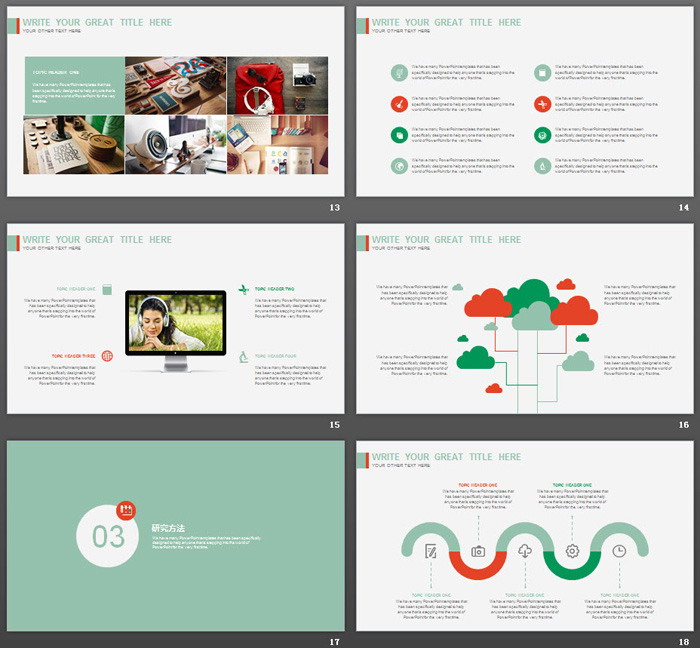 WRITE YOUR GREAT TITLE HERE
YOUR OTHER TEXT HERE
TOPIC HEADER ONE
We have many PowerPoint templates that has
been specifically designed to help anyone that is
stepping into the world of PowerPoint for the very
first time.
13
WRITE YOUR GREAT TITLE HERE
YOUR OTHER TEXT HERE
We have many PowerPoint templates that has been
specifically designed to help anyone that is stepping into the
world of PowerPoint for the very first time.
We have many PowerPoint templates that has been
specifically designed to help anyone that is stepping into the
world of PowerPoint for the very first time.
We have many PowerPoint templates that has been
specifically designed to help anyone that is stepping into the
world of PowerPoint for the very first time.
We have many PowerPoint templates that has been
specifically designed to help anyone that is stepping into the
world of PowerPoint for the very first time.
We have many PowerPoint templates that has been
specifically designed to help anyone that is stepping into the
world of PowerPoint for the very first time.
We have many PowerPoint templates that has been
specifically designed to help anyone that is stepping into the
world of PowerPoint for the very first time.
We have many PowerPoint templates that has been
specifically designed to help anyone that is stepping into the
world of PowerPoint for the very first time.
We have many PowerPoint templates that has been
specifically designed to help anyone that is stepping into the
world of PowerPoint for the very first time.
14
WRITE YOUR GREAT TITLE HERE
YOUR OTHER TEXT HERE
TOPIC HEADER ONE
We have many PowerPoint templates that
has been specifically designed to help
anyone that is stepping into the world of
PowerPoint for the very first time.
TOPIC HEADER TWO
We have many PowerPoint templates that
has been specifically designed to help
anyone that is stepping into the world of
PowerPoint for the very first time.
TOPIC HEADER THREE
We have many PowerPoint templates that
has been specifically designed to help
anyone that is stepping into the world of
PowerPoint for the very first time.
TOPIC HEADER FOUR
We have many PowerPoint templates that
has been specifically designed to help
anyone that is stepping into the world of
PowerPoint for the very first time.
15
WRITE YOUR GREAT TITLE HERE
YOUR OTHER TEXT HERE
We have many PowerPoint templates that
has been specifically designed to help
anyone that is stepping into the world of
PowerPoint for the very first time.
We have many PowerPoint templates that
has been specifically designed to help
anyone that is stepping into the world of
PowerPoint for the very first time.
We have many PowerPoint templates that
has been specifically designed to help
anyone that is stepping into the world of
PowerPoint for the very first time.
We have many PowerPoint templates that
has been specifically designed to help
anyone that is stepping into the world of
PowerPoint for the very first time.
16
03
研究方法
We have many PowerPoint templates that has been specifically
designed to help anyone that is stepping into the world of
PowerPoint for the very first time.
17
WRITE YOUR GREAT TITLE HERE
YOUR OTHER TEXT HERE
TOPIC HEADER ONE
We have many PowerPoint templates that
has been specifically designed to help
anyone that is stepping into the world of
PowerPoint for the very first time.
TOPIC HEADER ONE
We have many PowerPoint templates that
has been specifically designed to help
anyone that is stepping into the world of
PowerPoint for the very first time.
TOPIC HEADER ONE
We have many PowerPoint templates that
has been specifically designed to help
anyone that is stepping into the world of
PowerPoint for the very first time.
TOPIC HEADER ONE
We have many PowerPoint templates that
has been specifically designed to help
anyone that is stepping into the world of
PowerPoint for the very first time.
TOPIC HEADER ONE
We have many PowerPoint templates that
has been specifically designed to help
anyone that is stepping into the world of
PowerPoint for the very first time.
18